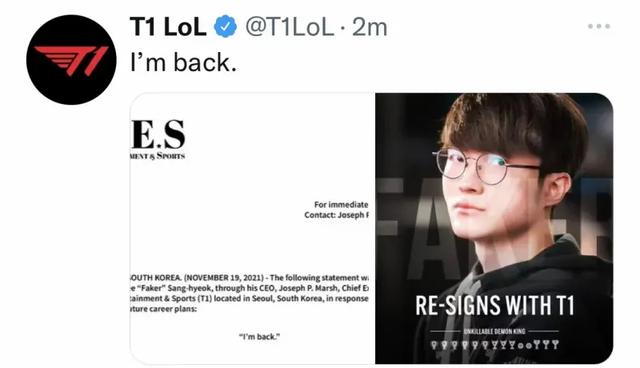 T1 LoL @T1LoL · 2m
I'm back.
E.S
MENT & SPORTS
For immediate
Contact: Joseph P
SOUTH KOREA. (NOVEMBER 19, 2021) - The following statement w
e “Faker” Sang-hyeok, through his CEO, Joseph P. Marsh, Chief E
tainment & Sports (T1) located in Seoul, South Korea, in response
uture career plans:
“I'm back.”
FAKER
RE-SIGNS WITH T1
UNKILLABLE DEMON KING